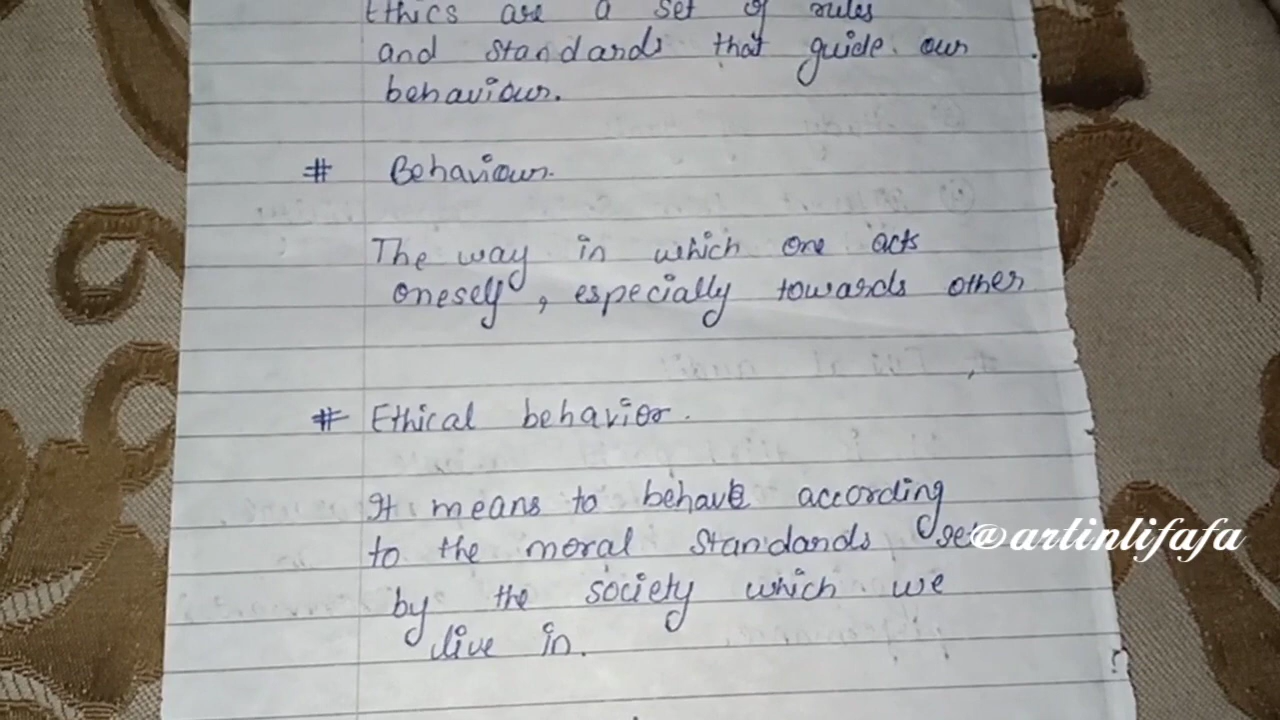 Ethics are a set of rules
and standards that guide our
behaviour.
# Behaviour.
The way in which one acts
oneself, especially towards other
# Ethical behavior.
It means to behave according
to the moral standards set
by the society which we
live in.
@artinlifafa